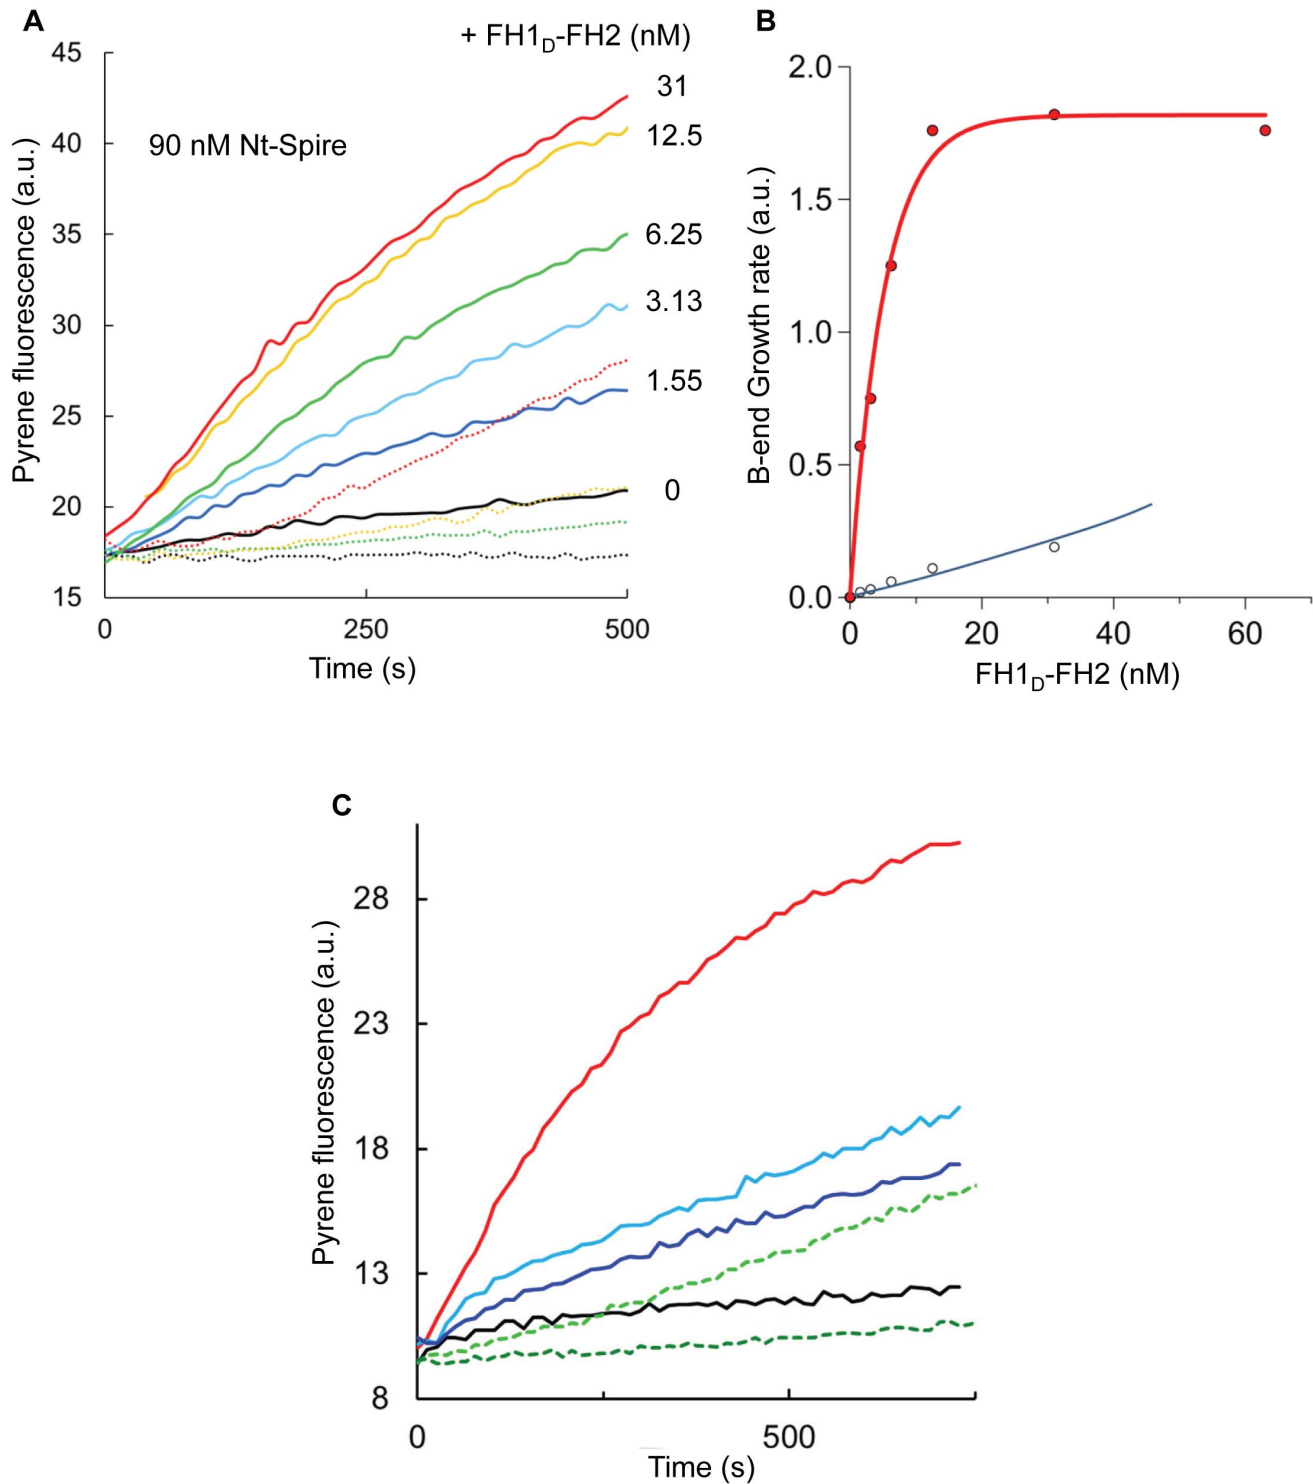 A
+ FH1D-FH2 (nM)
45
31
40
90 nM Nt-Spire
12.5
35
6.25
30
3.13
25
1.55
20
0
15
0
250
500
Time (s)
Pyrene fluorescence (a.u.)
B
2.0
1.5
1.0
0.5
0.0
0
20
40
60
FH1D-FH2 (nM)
B-end Growth rate (a.u.)
C
28
23
18
13
8
0
500
Time (s)
Pyrene fluorescence (a.u.)